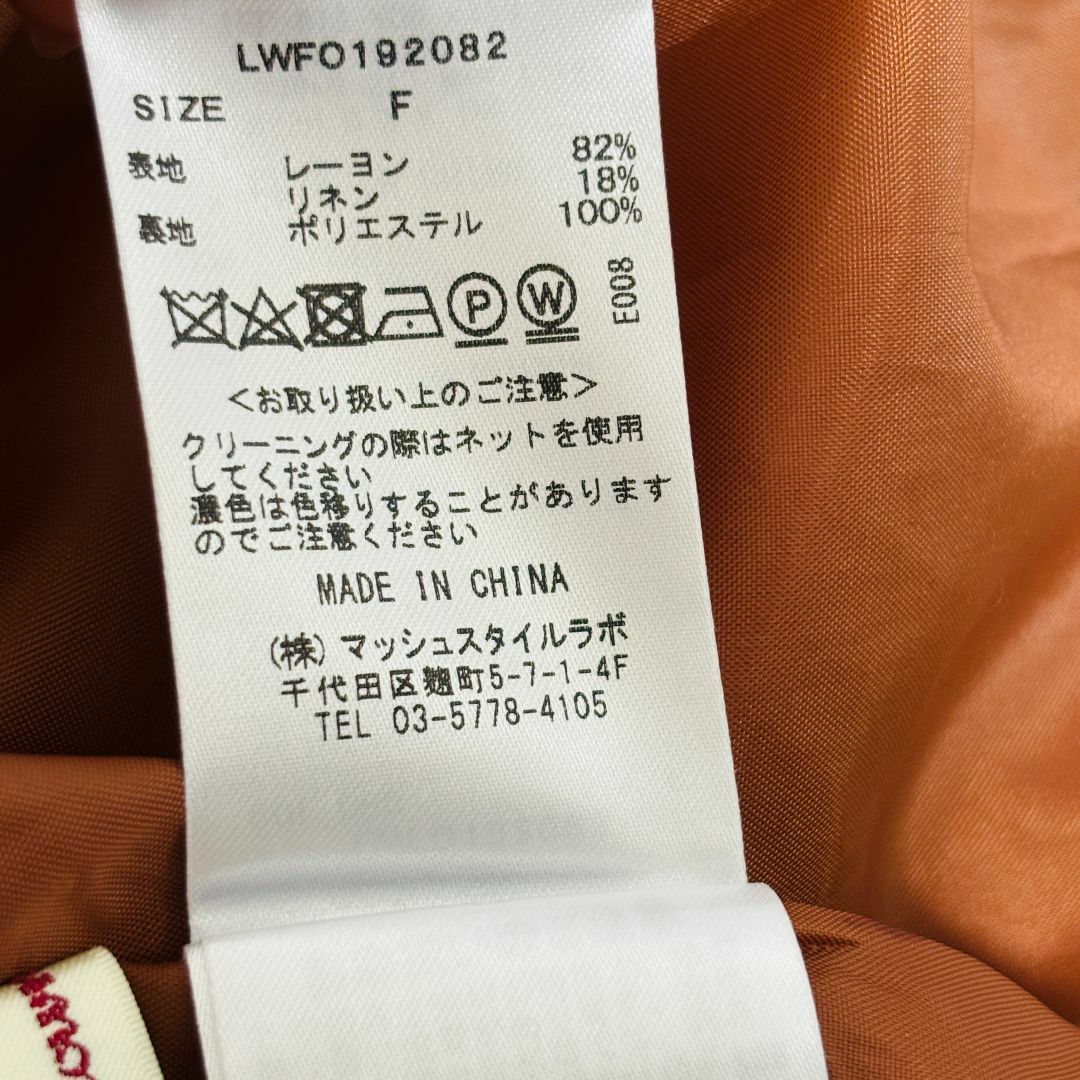 LWFO192082
SIZE F
表地 レーヨン 82%
リネン 18%
裏地 ポリエステル 100%
P W E008
<お取り扱い上のご注意>
クリーニングの際はネットを使用
してください
濃色は色移りすることがあります
のでご注意ください
MADE IN CHINA
(株) マッシュスタイルラボ
千代田区麹町5-7-1-4F
TEL 03-5778-4105